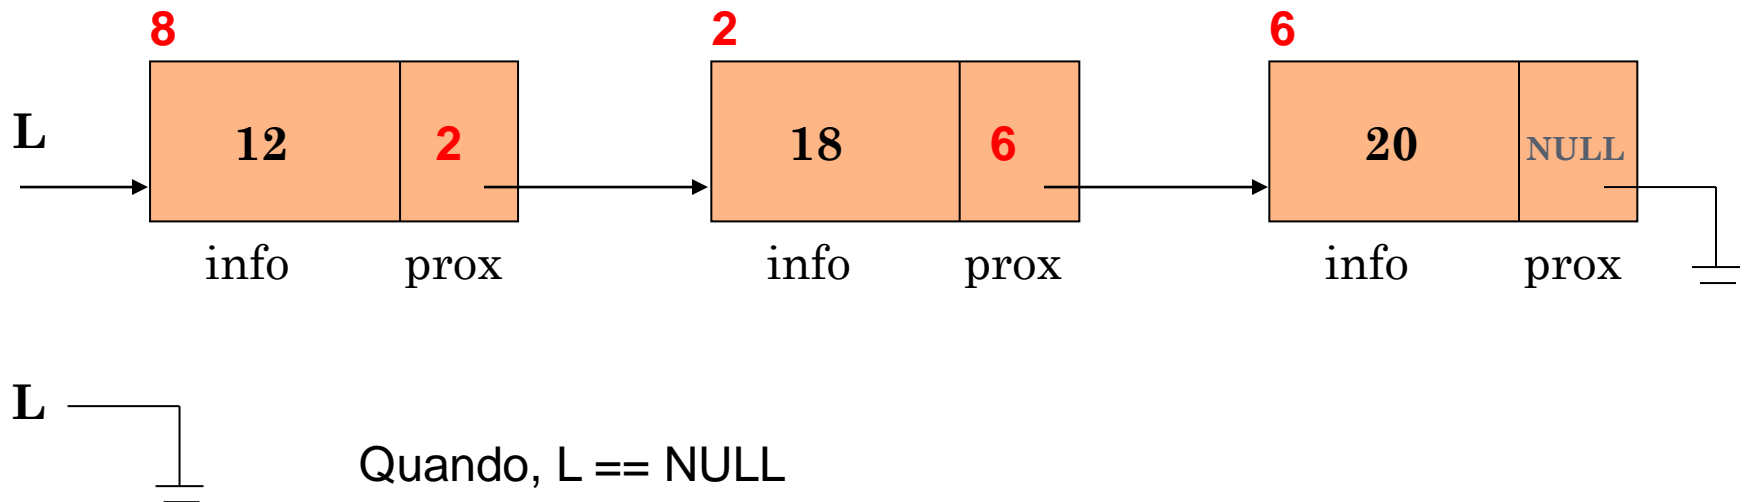 8 2 6
L 12 2 18 6 20 NULL
info prox info prox info prox
L
Quando, L == NULL